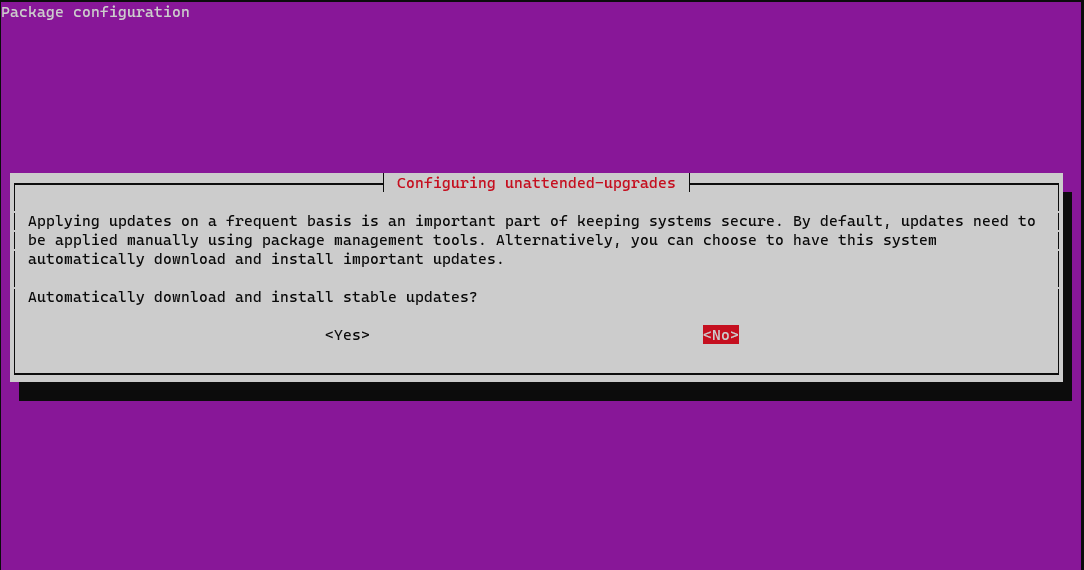 Package configuration
Configuring unattended-upgrades
Applying updates on a frequent basis is an important part of keeping systems secure. By default, updates need to
be applied manually using package management tools. Alternatively, you can choose to have this system
automatically download and install important updates.
Automatically download and install stable updates?
<Yes> <No>